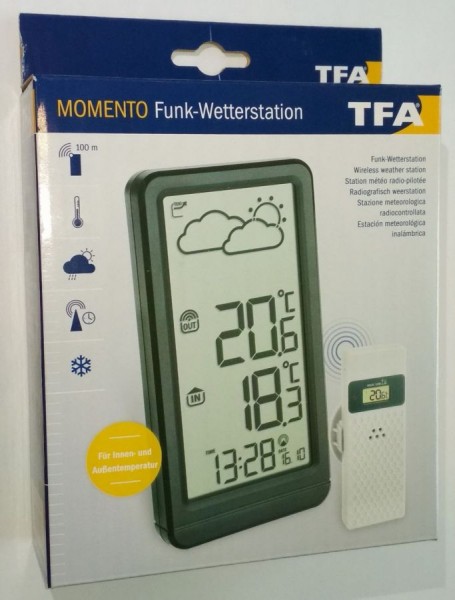 TFA
MOMENTO Funk-Wetterstation
TFA
100 m
Funk-Wetterstation
Wireless weather station
Station météo radio-pilotée
Radiografisch weerstation
Stazione meteorologica
radiocontrollata
Estación meteorológica
inalámbrica
OUT
20.6 °C
IN
18.3 °C
TIME
13:28
16.10
20.6
Für Innen- und
Außentemperatur